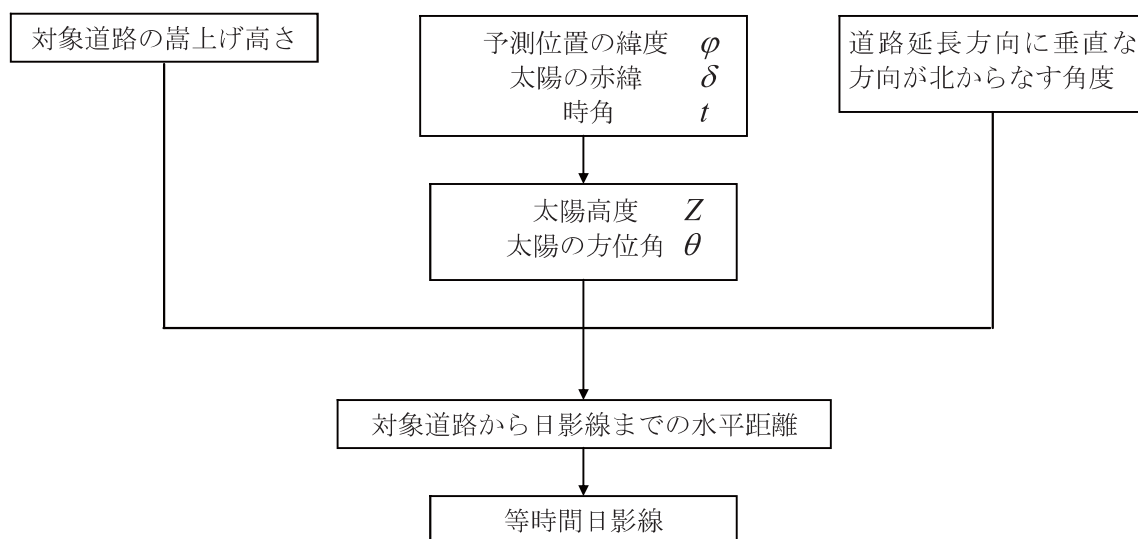 対象道路の嵩上げ高さ
予測位置の緯度 φ
太陽の赤緯 δ
時角 t
道路延長方向に垂直な
方向が北からなす角度
太陽高度 Z
太陽の方位角 θ
対象道路から日影線までの水平距離
等時間日影線